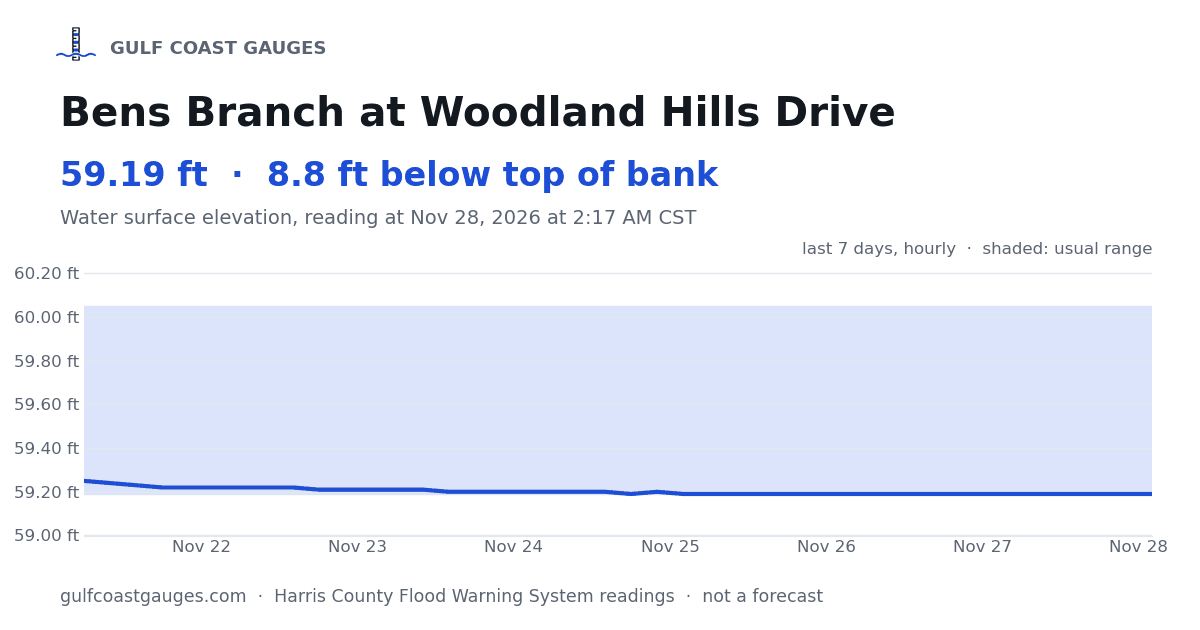 GULF COAST GAUGES
Bens Branch at Woodland Hills Drive
59.19 ft · 8.8 ft below top of bank
Water surface elevation, reading at Nov 28, 2026 at 2:17 AM CST
last 7 days, hourly · shaded: usual range
60.20 ft
60.00 ft
59.80 ft
59.60 ft
59.40 ft
59.20 ft
59.00 ft
Nov 22 Nov 23 Nov 24 Nov 25 Nov 26 Nov 27 Nov 28
gulfcoastgauges.com · Harris County Flood Warning System readings · not a forecast